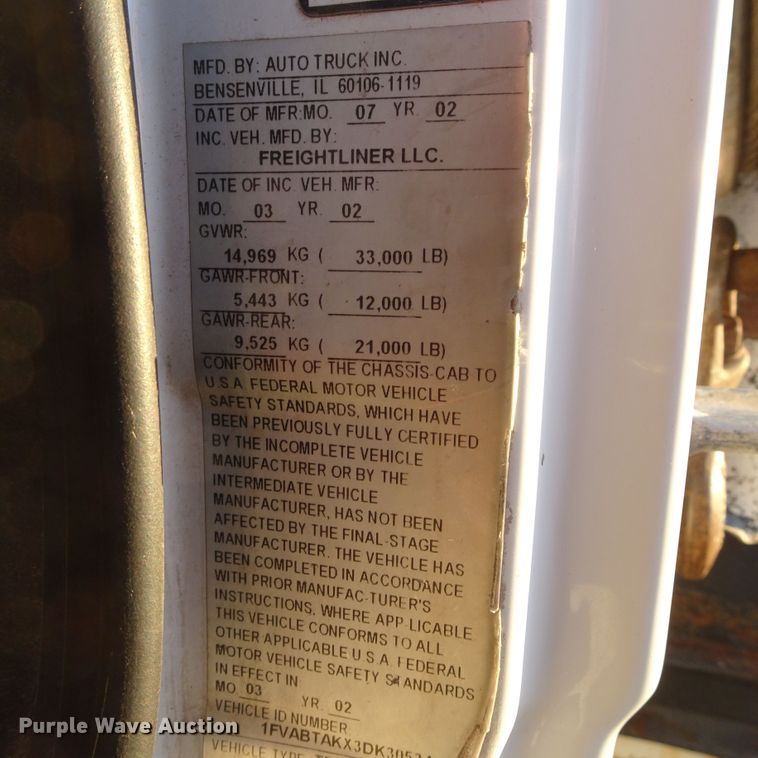 MFD. BY: AUTO TRUCK INC.
BENSENVILLE, IL 60106-1119
DATE OF MFR:MO. 07 YR. 02
INC. VEH. MFD. BY:
FREIGHTLINER LLC.
DATE OF INC VEH. MFR:
MO. 03 YR. 02
GVWR:
14,969 KG ( 33,000 LB)
GAWR-FRONT:
5,443 KG ( 12,000 LB)
GAWR-REAR:
9,525 KG ( 21,000 LB)
CONFORMITY OF THE CHASSIS-CAB TO
U.S.A. FEDERAL MOTOR VEHICLE
SAFETY STANDARDS, WHICH HAVE
BEEN PREVIOUSLY FULLY CERTIFIED
BY THE INCOMPLETE VEHICLE
MANUFACTURER OR BY THE
INTERMEDIATE VEHICLE
MANUFACTURER, HAS NOT BEEN
AFFECTED BY THE FINAL-STAGE
MANUFACTURER. THE VEHICLE HAS
BEEN COMPLETED IN ACCORDANCE
WITH PRIOR MANUFAC-TURER'S
INSTRUCTIONS, WHERE APP-LICABLE
THIS VEHICLE CONFORMS TO ALL
OTHER APPLICABLE U.S.A. FEDERAL
MOTOR VEHICLE SAFETY STANDARDS
IN EFFECT IN
MO. 03 YR. 02
VEHICLE ID NUMBER
VEHICLE TYPE
Purple Wave Auction